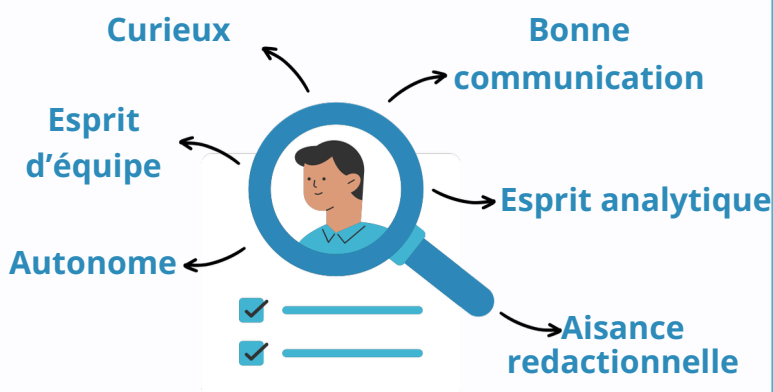 Curieux
Bonne
communication
Esprit
d’équipe
Esprit analytique
Autonome
Aisance
redactionnelle